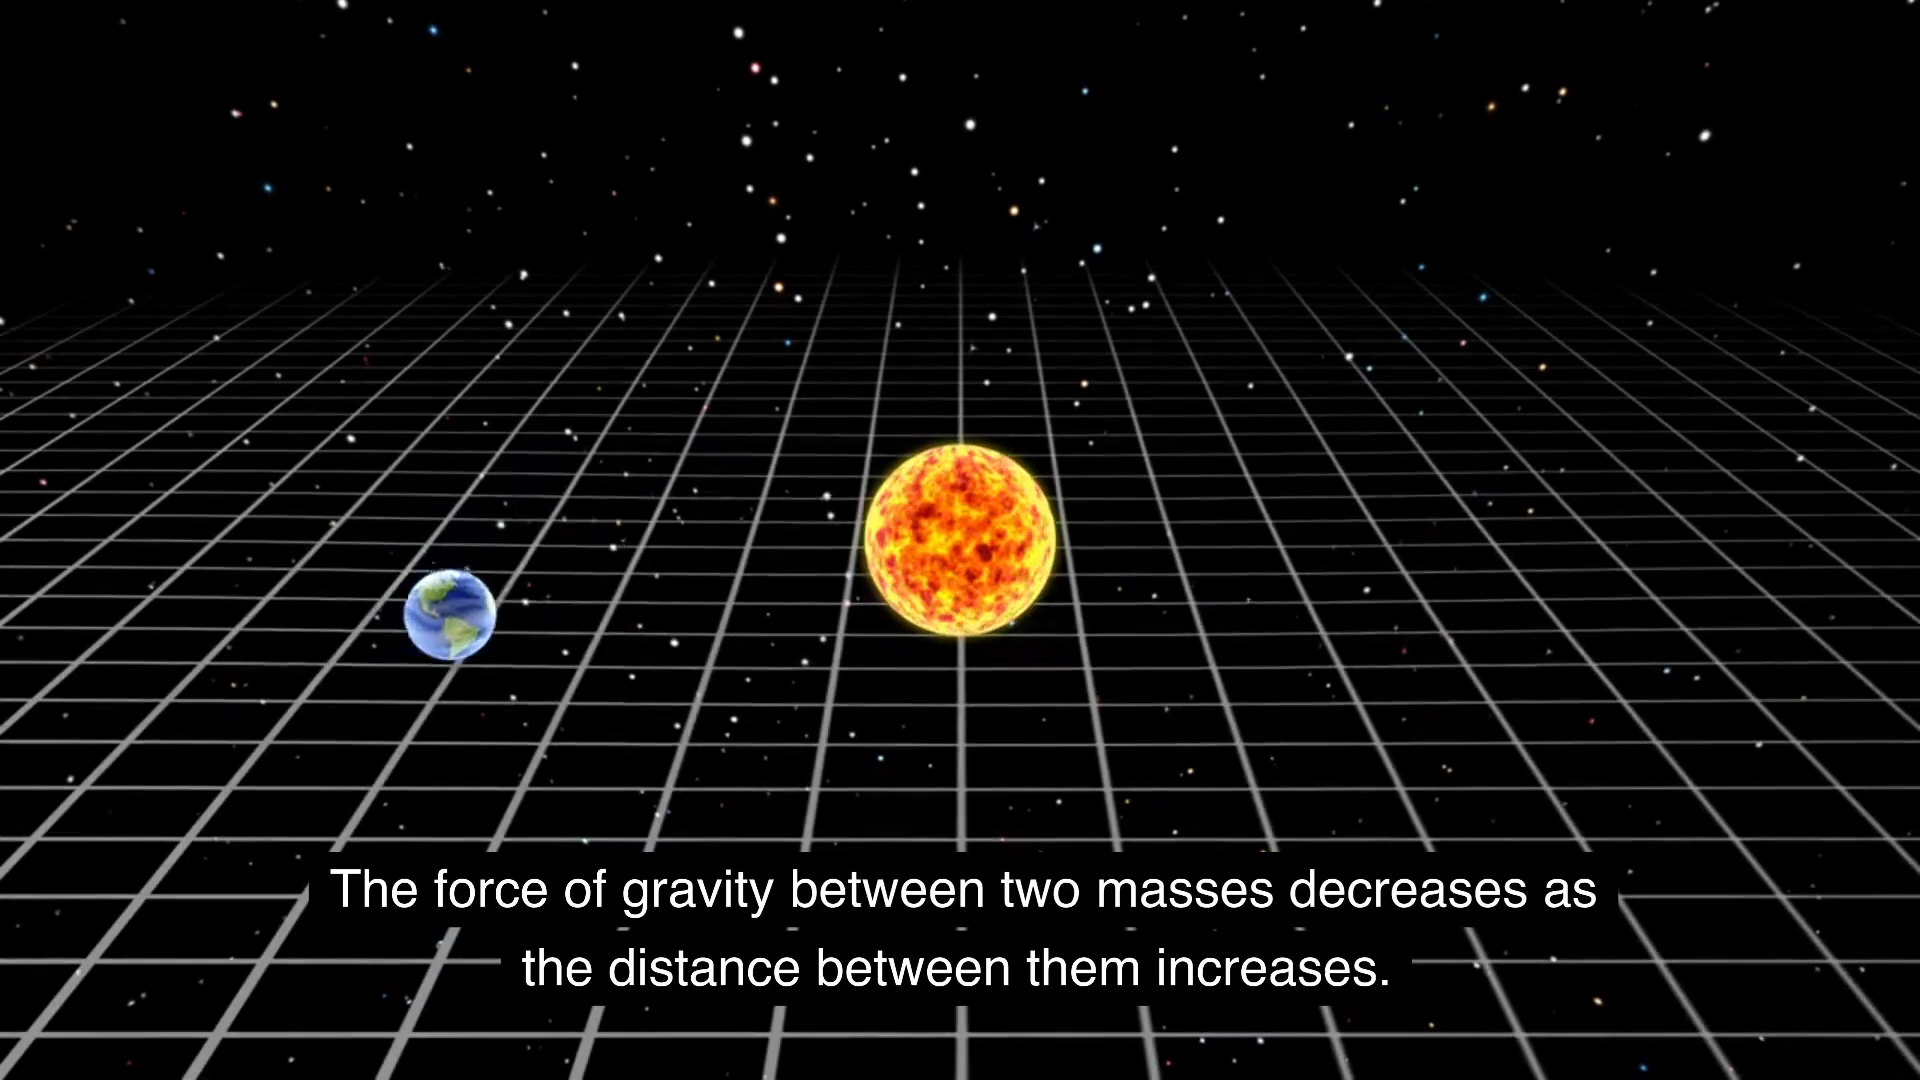 The force of gravity between two masses decreases as
the distance between them increases.